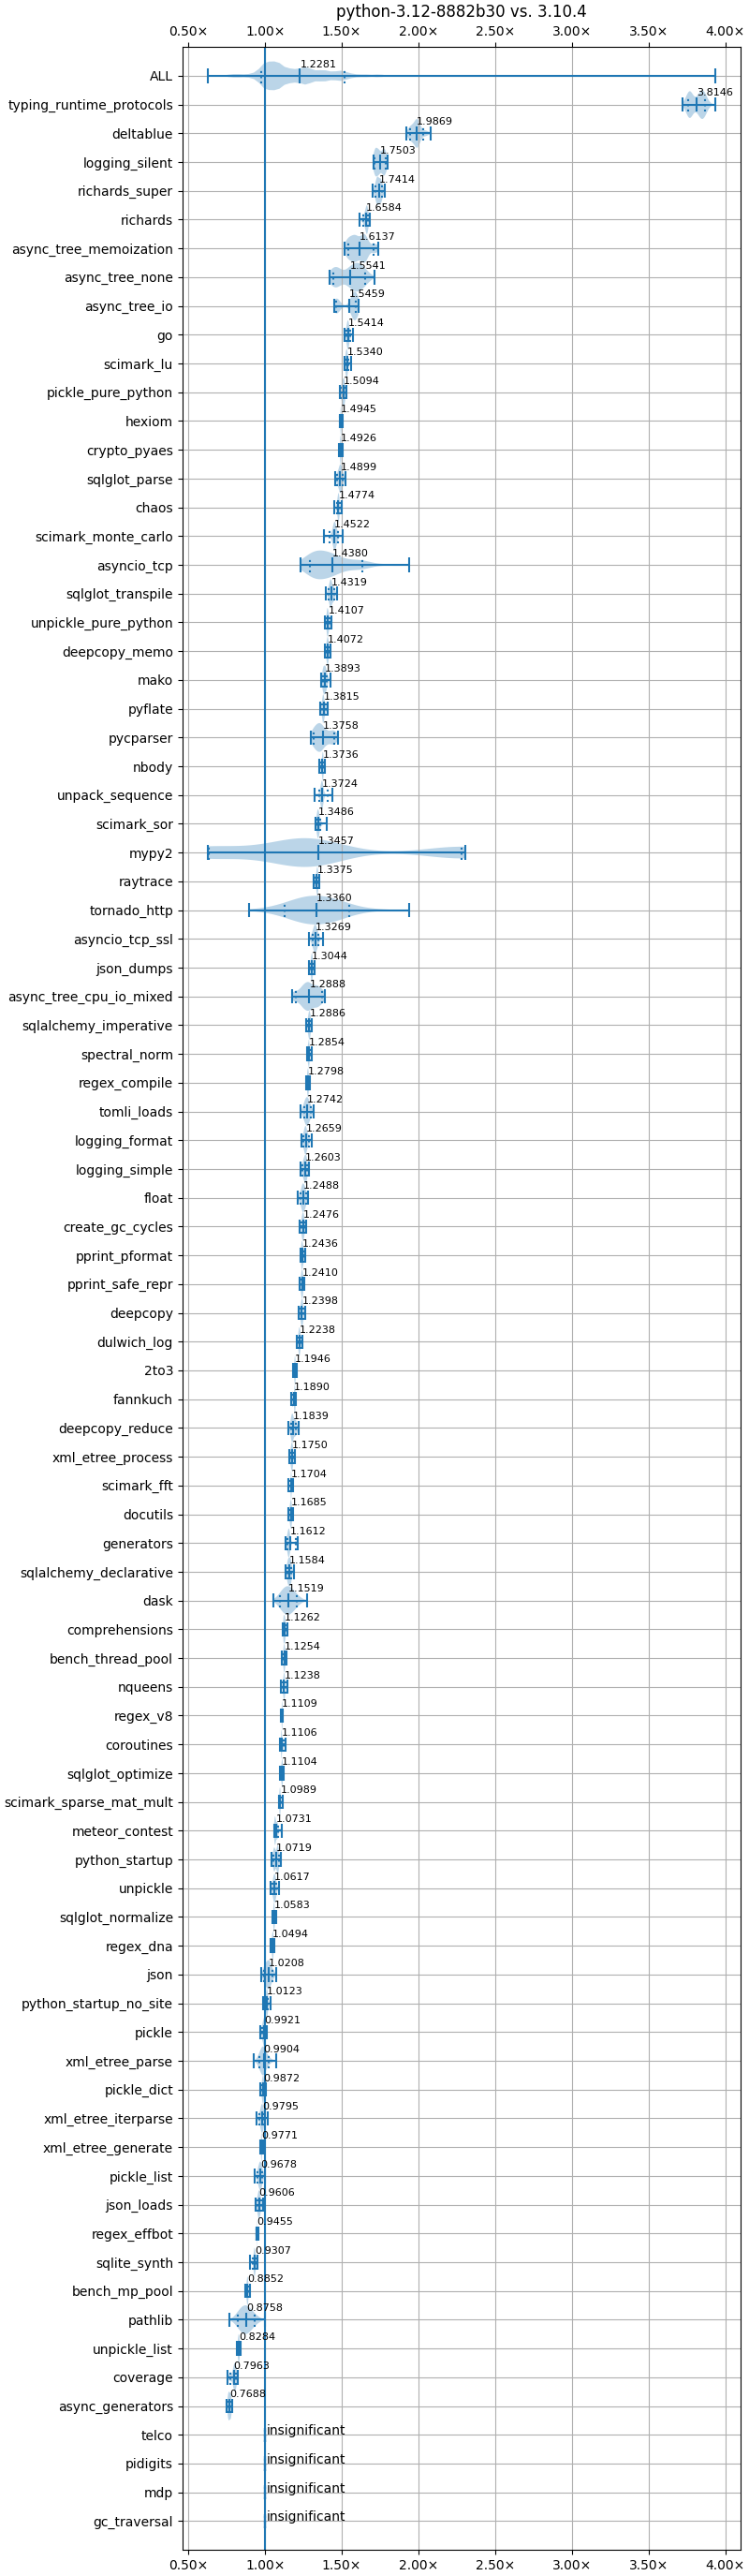 python-3.12-8882b30 vs. 3.10.4
0.50× 1.00× 1.50× 2.00× 2.50× 3.00× 3.50× 4.00×
ALL 1.2281
typing_runtime_protocols 3.8146
deltablue 1.9869
logging_silent 1.7503
richards_super 1.7414
richards 1.6584
async_tree_memoization 1.6137
async_tree_none 1.5541
async_tree_io 1.5459
go 1.5414
scimark_lu 1.5340
pickle_pure_python 1.5094
hexiom 1.4945
crypto_pyaes 1.4926
sqlglot_parse 1.4899
chaos 1.4774
scimark_monte_carlo 1.4522
asyncio_tcp 1.4380
sqlglot_transpile 1.4319
unpickle_pure_python 1.4107
deepcopy_memo 1.4072
mako 1.3893
pyflate 1.3815
pycparser 1.3758
nbody 1.3736
unpack_sequence 1.3724
scimark_sor 1.3486
mypy2 1.3457
raytrace 1.3375
tornado_http 1.3360
asyncio_tcp_ssl 1.3269
json_dumps 1.3044
async_tree_cpu_io_mixed 1.2888
sqlalchemy_imperative 1.2886
spectral_norm 1.2854
regex_compile 1.2798
tomli_loads 1.2742
logging_format 1.2659
logging_simple 1.2603
float 1.2488
create_gc_cycles 1.2476
pprint_pformat 1.2436
pprint_safe_repr 1.2410
deepcopy 1.2398
dulwich_log 1.2238
2to3 1.1946
fannkuch 1.1890
deepcopy_reduce 1.1839
xml_etree_process 1.1750
scimark_fft 1.1704
docutils 1.1685
generators 1.1612
sqlalchemy_declarative 1.1584
dask 1.1519
comprehensions 1.1262
bench_thread_pool 1.1254
nqueens 1.1238
regex_v8 1.1109
coroutines 1.1106
sqlglot_optimize 1.1104
scimark_sparse_mat_mult 1.0989
meteor_contest 1.0731
python_startup 1.0719
unpickle 1.0617
sqlglot_normalize 1.0583
regex_dna 1.0494
json 1.0208
python_startup_no_site 1.0123
pickle 0.9921
xml_etree_parse 0.9904
pickle_dict 0.9872
xml_etree_iterparse 0.9795
xml_etree_generate 0.9771
pickle_list 0.9678
json_loads 0.9606
regex_effbot 0.9455
sqlite_synth 0.9307
bench_mp_pool 0.8852
pathlib 0.8758
unpickle_list 0.8284
coverage 0.7963
async_generators 0.7688
telco insignificant
pidigits insignificant
mdp insignificant
gc_traversal insignificant
0.50× 1.00× 1.50× 2.00× 2.50× 3.00× 3.50× 4.00×